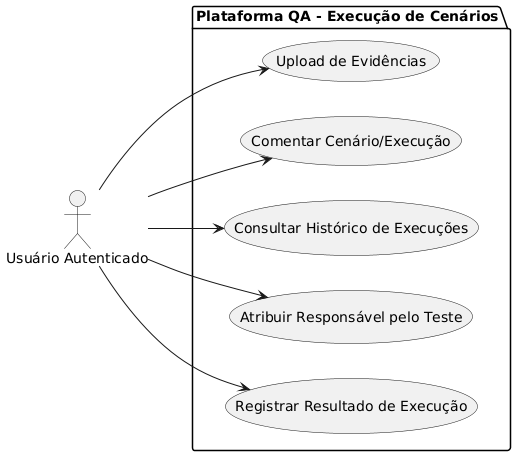 Plataforma QA - Execução de Cenários
Upload de Evidências
Comentar Cenário/Execução
Consultar Histórico de Execuções
Usuário Autenticado
Atribuir Responsável pelo Teste
Registrar Resultado de Execução